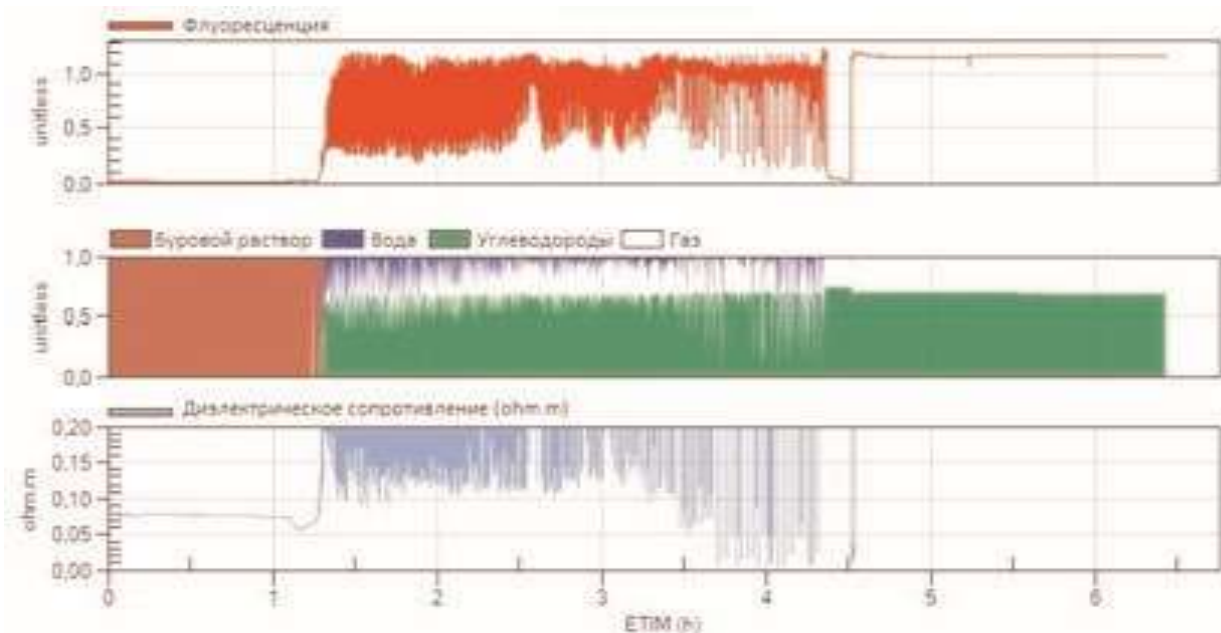 Флуоресценция
1.0
0.5
0.0
unitless
Буровой раствор Вода Углеводороды Газ
1.0
0.5
0.0
unitless
Диэлектрическое сопротивление (ohm.m)
0.20
0.15
0.10
0.05
0.00
ohm.m
0 1 2 3 4 5 6
ETIM (h)